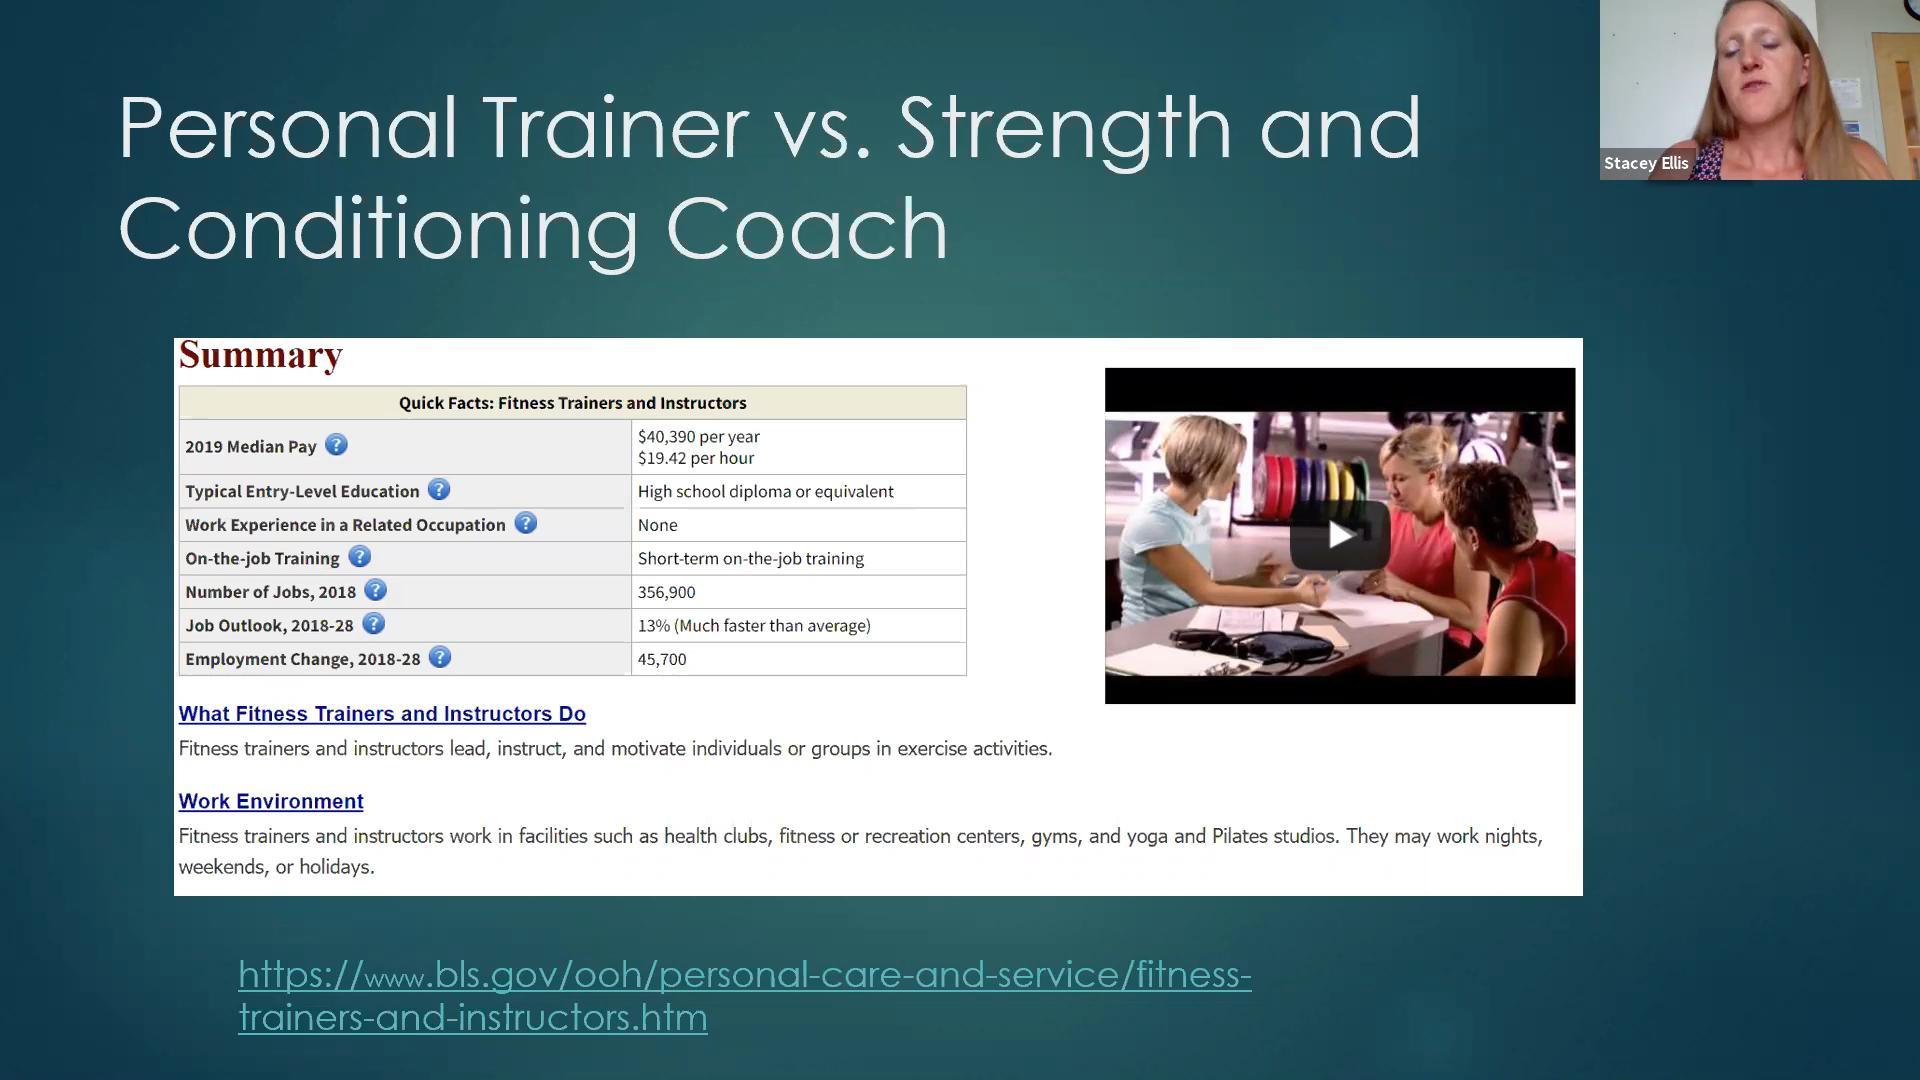 Personal Trainer vs. Strength and
Conditioning Coach
Stacey Ellis
Summary
Quick Facts: Fitness Trainers and Instructors
2019 Median Pay ? $40,390 per year
$19.42 per hour
Typical Entry-Level Education ? High school diploma or equivalent
Work Experience in a Related Occupation ? None
On-the-job Training ? Short-term on-the-job training
Number of Jobs, 2018 ? 356,900
Job Outlook, 2018-28 ? 13% (Much faster than average)
Employment Change, 2018-28 ? 45,700
What Fitness Trainers and Instructors Do
Fitness trainers and instructors lead, instruct, and motivate individuals or groups in exercise activities.
Work Environment
Fitness trainers and instructors work in facilities such as health clubs, fitness or recreation centers, gyms, and yoga and Pilates studios. They may work nights,
weekends, or holidays.
https://www.bls.gov/ooh/personal-care-and-service/fitness-
trainers-and-instructors.htm